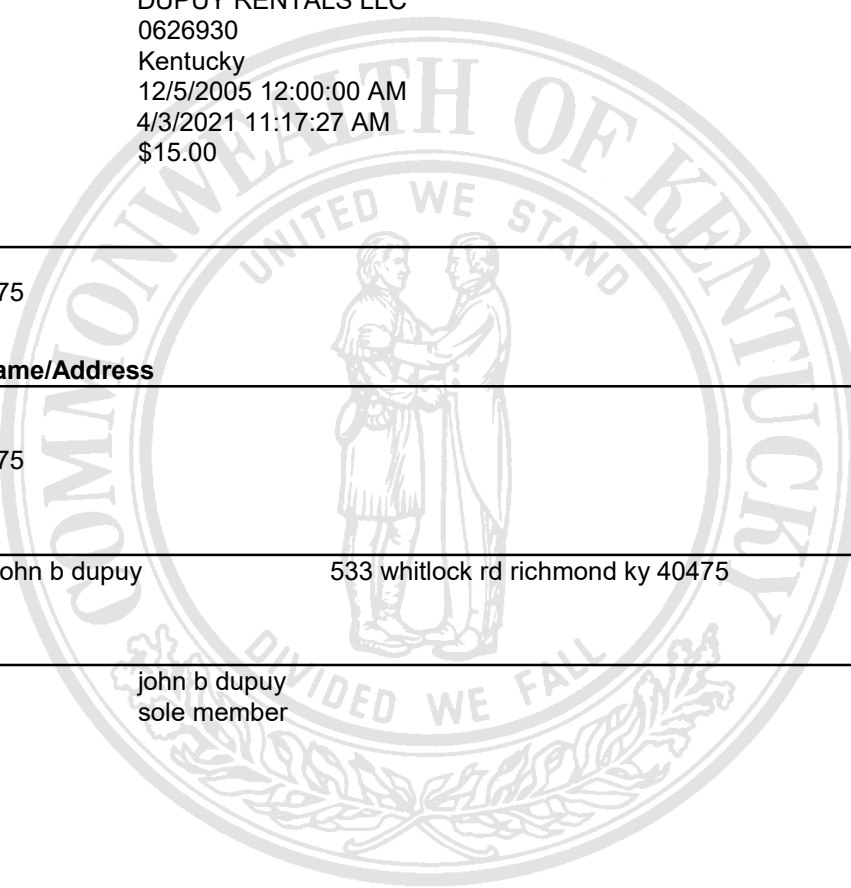 DUPUY RENTALS LLC
0626930
Kentucky
12/5/2005 12:00:00 AM
4/3/2021 11:17:27 AM
$15.00
COMMONWEALTH OF KENTUCKY
UNITED WE STAND
75
ame/Address
75
ohn b dupuy 533 whitlock rd richmond ky 40475
DIVIDED WE FALL
john b dupuy
sole member